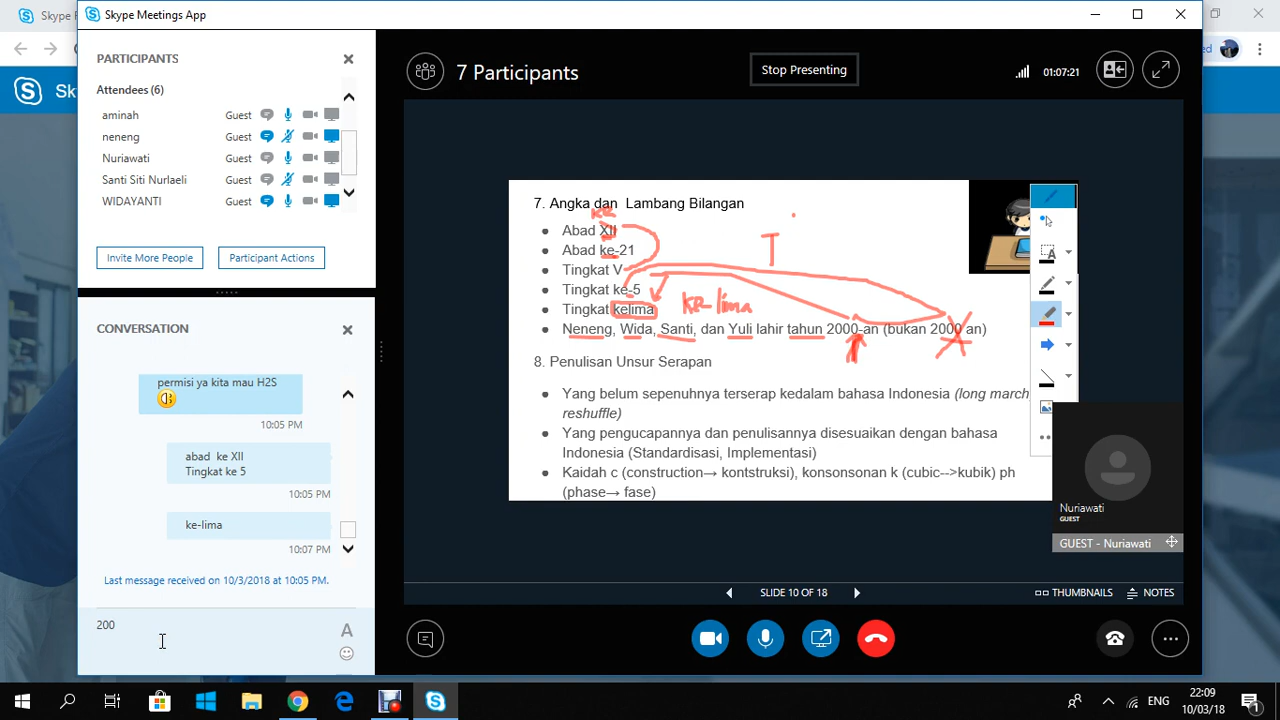 Skype
Skype Meetings App
ed
Sky
PARTICIPANTS
Attendees (6)
aminah Guest
neneng Guest
Nuriawati Guest
Santi Siti Nurlaeli Guest
WIDAYANTI Guest
Invite More People
Participant Actions
CONVERSATION
permisi ya kita mau H2S
10:05 PM
abad ke XII
Tingkat ke 5
10:05 PM
ke-lima
10:07 PM
Last message received on 10/3/2018 at 10:05 PM.
200
A
7 Participants
Stop Presenting
01:07:21
7. Angka dan Lambang Bilangan
ke
Abad XII
Abad ke-21
Tingkat V
Tingkat ke-5
Tingkat kelima
ke lima
Neneng, Wida, Santi, dan Yuli lahir tahun 2000-an (bukan 2000 an)
8. Penulisan Unsur Serapan
Yang belum sepenuhnya terserap kedalam bahasa Indonesia (long march,
reshuffle)
Yang pengucapannya dan penulisannya disesuaikan dengan bahasa
Indonesia (Standardisasi, Implementasi)
Kaidah c (construction→ kontstruksi), konsonsonan k (cubic-->kubik) ph
(phase→ fase)
Nuriawati
GUEST
GUEST - Nuriawati
SLIDE 10 OF 18
THUMBNAILS
NOTES
ENG
22:09
10/03/18